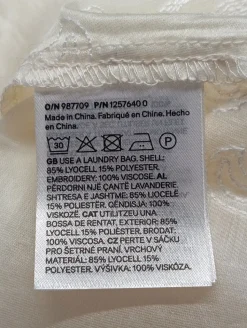 O/N 987709 P/N 1257640 0
Made in China. Fabriqué en Chine. Hecho
en China.
30 P
GB USE A LAUNDRY BAG. SHELL:
85% LYOCELL 15% POLYESTER.
EMBROIDERY: 100% VISCOSE. AL
PËRDORNI NJË ÇANTË LAVANDERIE.
SHTRESA E JASHTME: 85% LIOCELË
15% POLIESTER. QËNDISJA: 100%
VISKOZË. CAT UTILITZEU UNA
BOSSA DE RENTAT. EXTERIOR: 85%
LYOCELL 15% POLIÈSTER. BRODAT:
100% VISCOSA. CZ PERTE V SÁČKU
PRO ŠETRNÉ PRANÍ. VRCHOVÝ
MATERIÁL: 85% LYOCELL 15%
POLYESTER. VÝŠIVKA: 100% VISKÓZA.